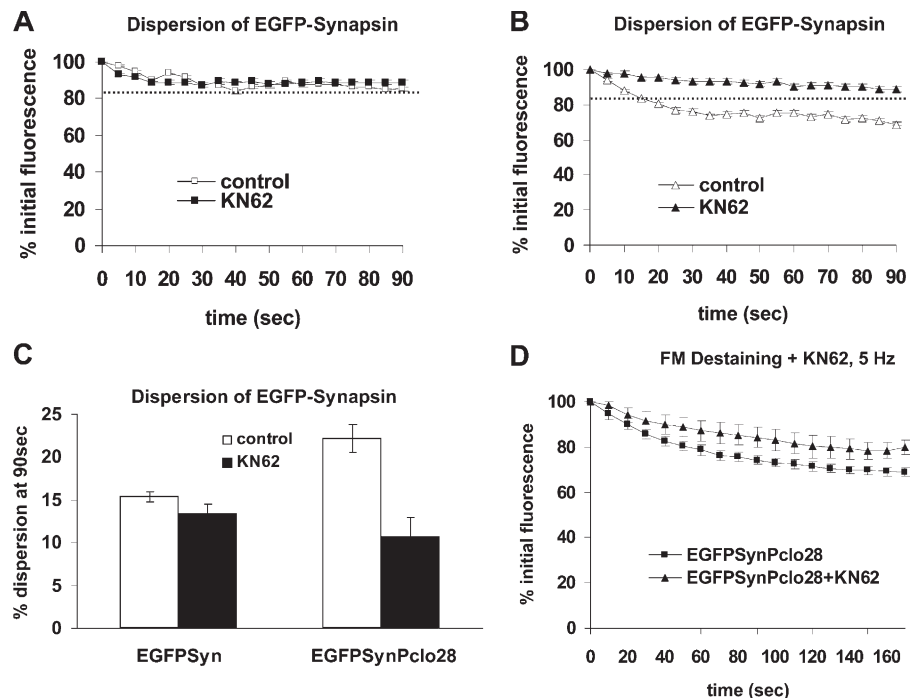 A
Dispersion of EGFP-Synapsin
% initial fluorescence
100
80
60
40
20
0
control
KN62
0 10 20 30 40 50 60 70 80 90
time (sec)
B
Dispersion of EGFP-Synapsin
% initial fluorescence
100
80
60
40
20
0
control
KN62
0 10 20 30 40 50 60 70 80 90
time (sec)
C
Dispersion of EGFP-Synapsin
% dispersion at 90sec
25
20
15
10
5
0
control
KN62
EGFPSyn EGFPSynPclo28
D
FM Destaining + KN62, 5 Hz
% initial fluorescence
100
80
60
40
20
0
EGFPSynPclo28
EGFPSynPclo28+KN62
0 20 40 60 80 100 120 140 160
time (sec)